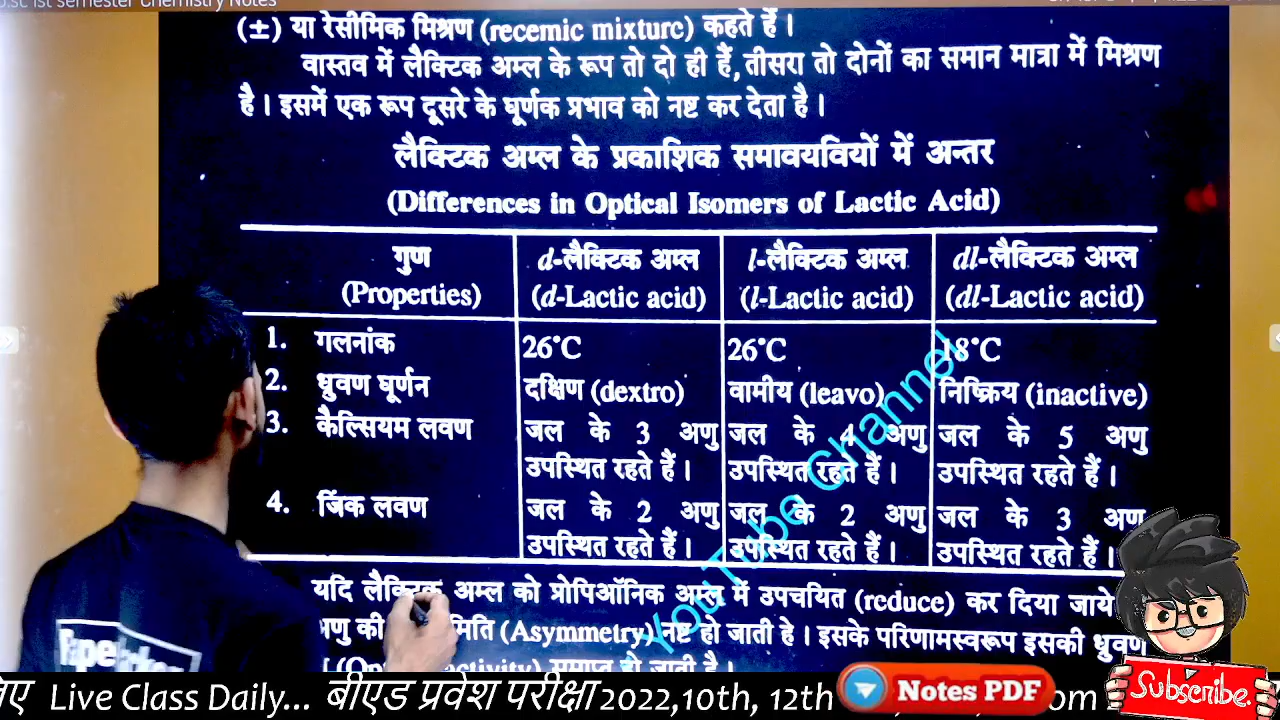 B.sc Ist semester Chemistry Notes
(±) या रेसीमिक मिश्रण (recemic mixture) कहते हैं।
वास्तव में लैक्टिक अम्ल के रूप तो दो ही हैं, तीसरा तो दोनों का समान मात्रा में मिश्रण
है। इसमें एक रूप दूसरे के घूर्णक प्रभाव को नष्ट कर देता है।
लैक्टिक अम्ल के प्रकाशिक समावयवियों में अन्तर
(Differences in Optical Isomers of Lactic Acid)
गुण d-लैक्टिक अम्ल l-लैक्टिक अम्ल dl-लैक्टिक अम्ल
(Properties) (d-Lactic acid) (l-Lactic acid) (dl-Lactic acid)
1. गलनांक 26°C 26°C 18°C
2. ध्रुवण घूर्णन दक्षिण (dextro) वामीय (leavo) निष्क्रिय (inactive)
3. कैल्सियम लवण जल के 3 अणु जल के 4 अणु जल के 5 अणु
उपस्थित रहते हैं। उपस्थित रहते हैं। उपस्थित रहते हैं।
4. जिंक लवण जल के 2 अणु जल के 2 अणु जल के 3 अणु
उपस्थित रहते हैं। उपस्थित रहते हैं। उपस्थित रहते हैं।
YouTube Channel
यदि लैक्टिक अम्ल को प्रोपिऑनिक अम्ल में उपचयित (reduce) कर दिया जाये
की (Asymmetry) नष्ट हो जाती हे। इसके परिणामस्वरूप इसकी ध्रुवण
समाप्त हो जाती है।
Live Class Daily... बीएड प्रवेश परीक्षा 2022,10th, 12th
Notes PDF
Subscribe.